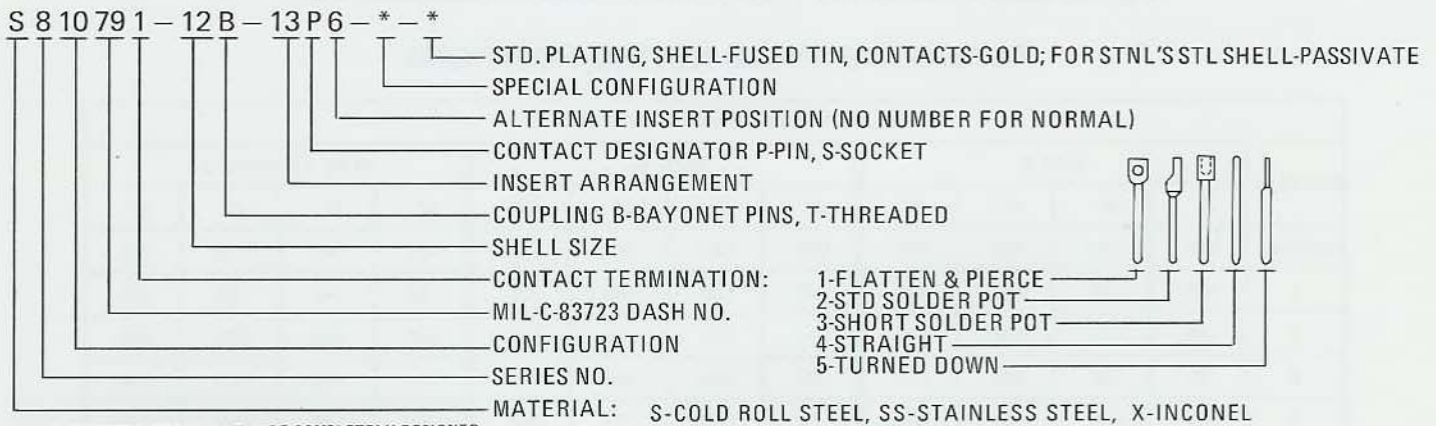 S 8 10 79 1 – 12 B – 13 P 6 – * – *
STD. PLATING, SHELL-FUSED TIN, CONTACTS-GOLD; FOR STNL'S STL SHELL-PASSIVATE
SPECIAL CONFIGURATION
ALTERNATE INSERT POSITION (NO NUMBER FOR NORMAL)
CONTACT DESIGNATOR P-PIN, S-SOCKET
INSERT ARRANGEMENT
COUPLING B-BAYONET PINS, T-THREADED
SHELL SIZE
CONTACT TERMINATION: 1-FLATTEN & PIERCE
2-STD SOLDER POT
MIL-C-83723 DASH NO.
3-SHORT SOLDER POT
CONFIGURATION
4-STRAIGHT
5-TURNED DOWN
SERIES NO.
MATERIAL: S-COLD ROLL STEEL, SS-STAINLESS STEEL, X-INCONEL